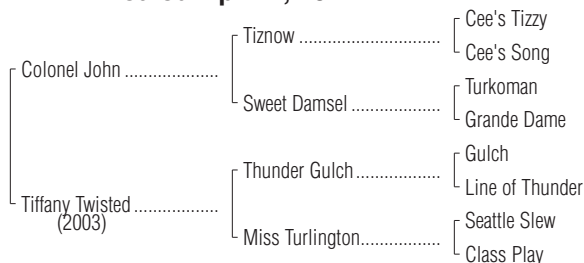 Colonel John ....................
Tiffany Twisted ..................
(2003)
Tiznow ..................................
Sweet Damsel ...................
Thunder Gulch .................
Miss Turlington.................
Cee's Tizzy
Cee's Song
Turkoman
Grande Dame
Gulch
Line of Thunder
Seattle Slew
Class Play